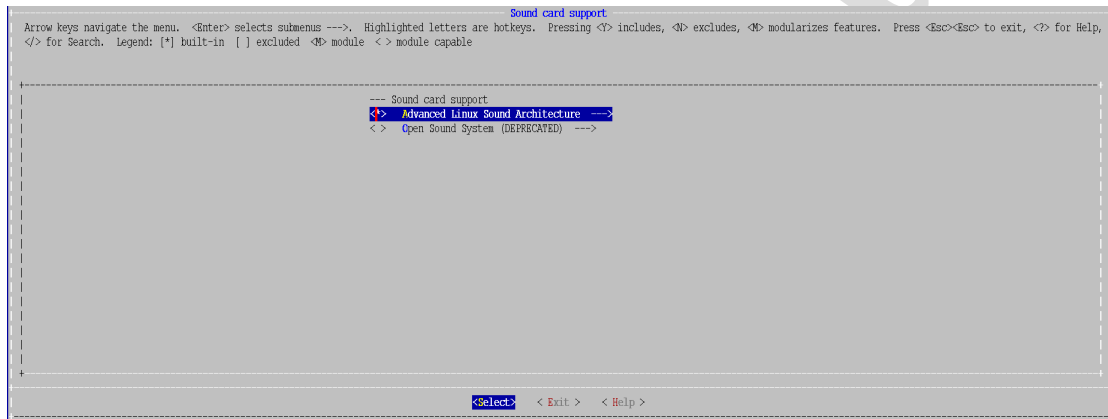 Sound card support
Arrow keys navigate the menu. <Enter> selects submenus --->. Highlighted letters are hotkeys. Pressing <Y> includes, <N> excludes, <M> modularizes features. Press <Esc><Esc> to exit, <?> for Help,
</> for Search. Legend: [*] built-in [ ] excluded <M> module < > module capable
--- Sound card support
<*> Advanced Linux Sound Architecture --->
< > Open Sound System (DEPRECATED) --->
<Select> < Exit > < Help >